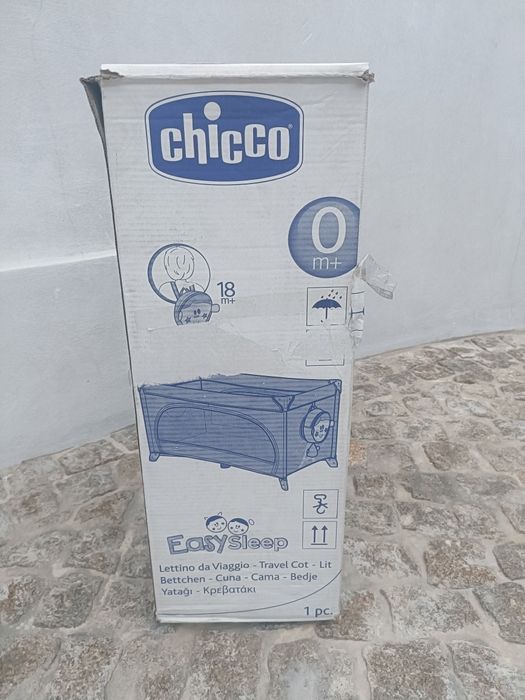 chicco
0
m+
18
m+
EasySleep
Lettino da Viaggio - Travel Cot - Lit
Bettchen - Cuna - Cama - Bedje
Yatağı - Κρεβατάκι
1 pc.